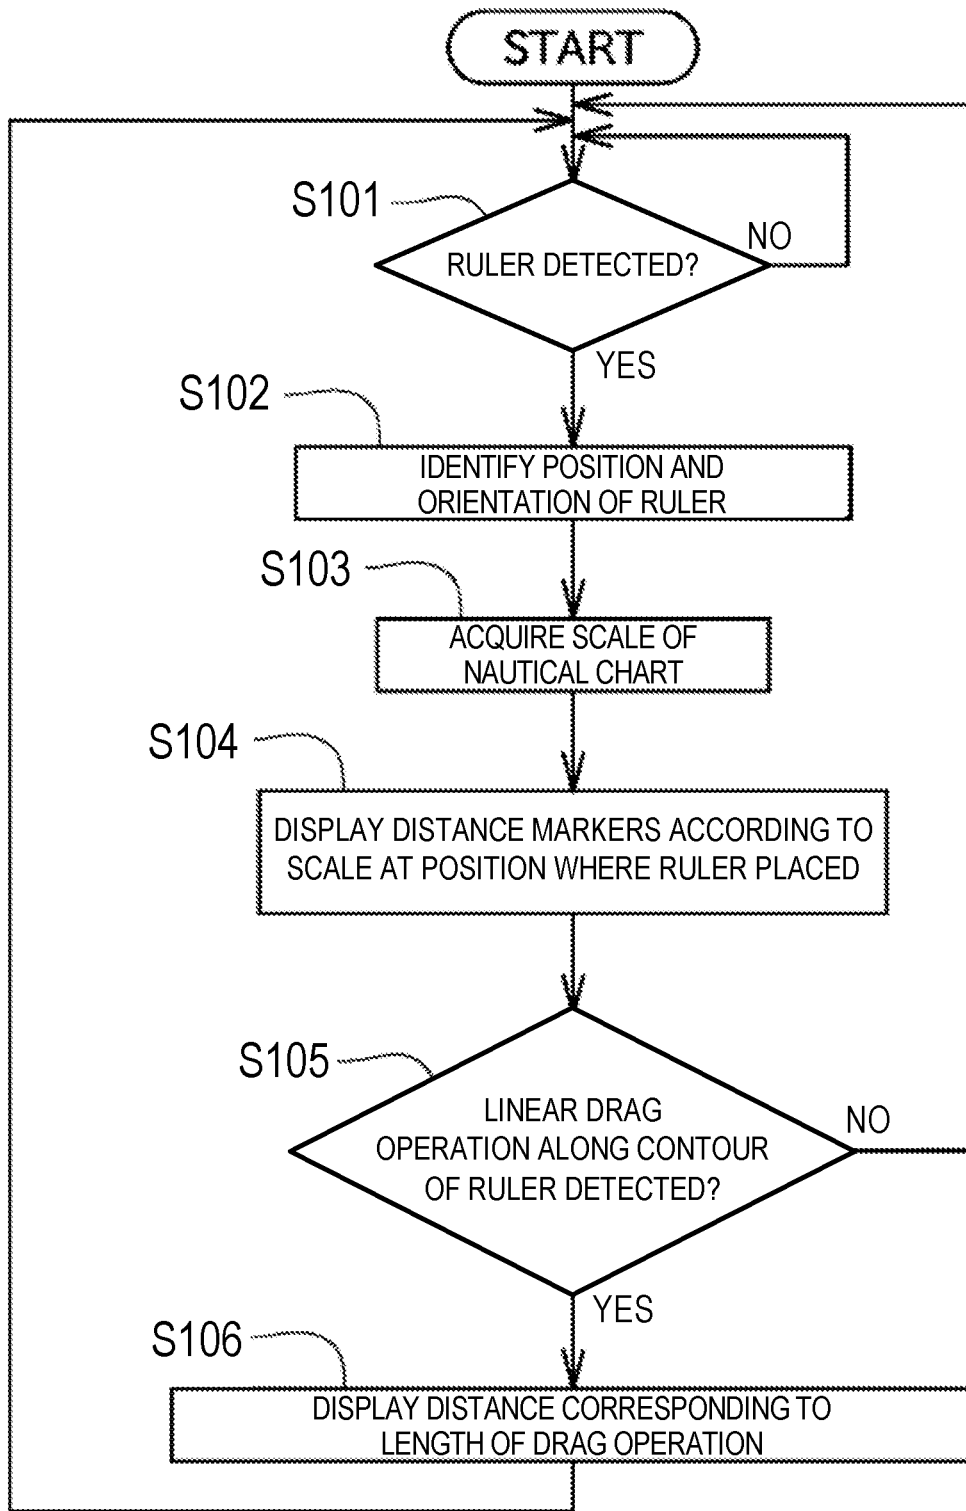 START
S101
RULER DETECTED?
NO
YES
S102
IDENTIFY POSITION AND
ORIENTATION OF RULER
S103
ACQUIRE SCALE OF
NAUTICAL CHART
S104
DISPLAY DISTANCE MARKERS ACCORDING TO
SCALE AT POSITION WHERE RULER PLACED
S105
LINEAR DRAG
OPERATION ALONG CONTOUR
OF RULER DETECTED?
NO
YES
S106
DISPLAY DISTANCE CORRESPONDING TO
LENGTH OF DRAG OPERATION